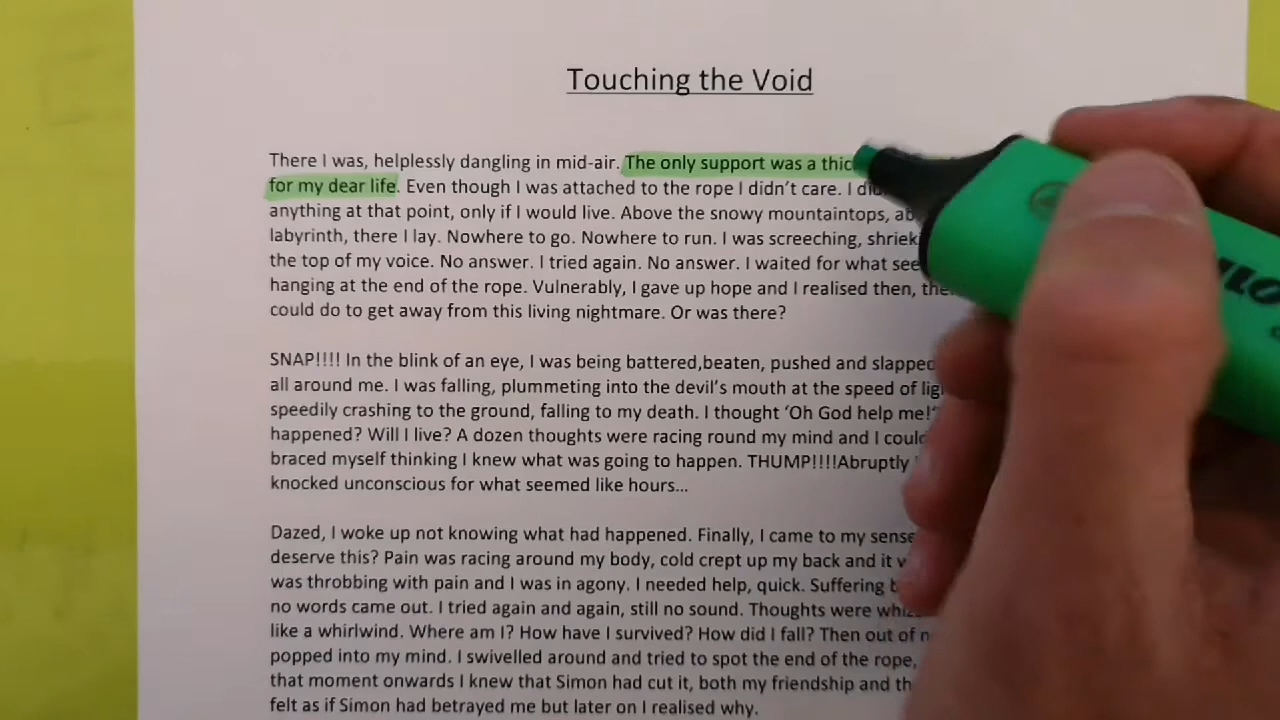 Touching the Void
There I was, helplessly dangling in mid-air. The only support was a
for my dear life. Even though I was attached to the rope I didn't care. I
anything at that point, only if I would live. Above the snowy mountaintops,
labyrinth, there I lay. Nowhere to go. Nowhere to run. I was screeching,
the top of my voice. No answer. I tried again. No answer. I waited for what
hanging at the end of the rope. Vulnerably, I gave up hope and I realised then,
could do to get away from this living nightmare. Or was there?
SNAP!!!! In the blink of an eye, I was being battered,beaten, pushed and slapped
all around me. I was falling, plummeting into the devil's mouth at the speed of
speedily crashing to the ground, falling to my death. I thought 'Oh God help me!'
happened? Will I live? A dozen thoughts were racing round my mind and I
braced myself thinking I knew what was going to happen. THUMP!!!!Abruptly
knocked unconscious for what seemed like hours...
Dazed, I woke up not knowing what had happened. Finally, I came to my
deserve this? Pain was racing around my body, cold crept up my back and it
was throbbing with pain and I was in agony. I needed help, quick. Suffering
no words came out. I tried again and again, still no sound. Thoughts were
like a whirlwind. Where am I? How have I survived? How did I fall? Then out of
popped into my mind. I swivelled around and tried to spot the end of the rope,
that moment onwards I knew that Simon had cut it, both my friendship and
felt as if Simon had betrayed me but later on I realised why.